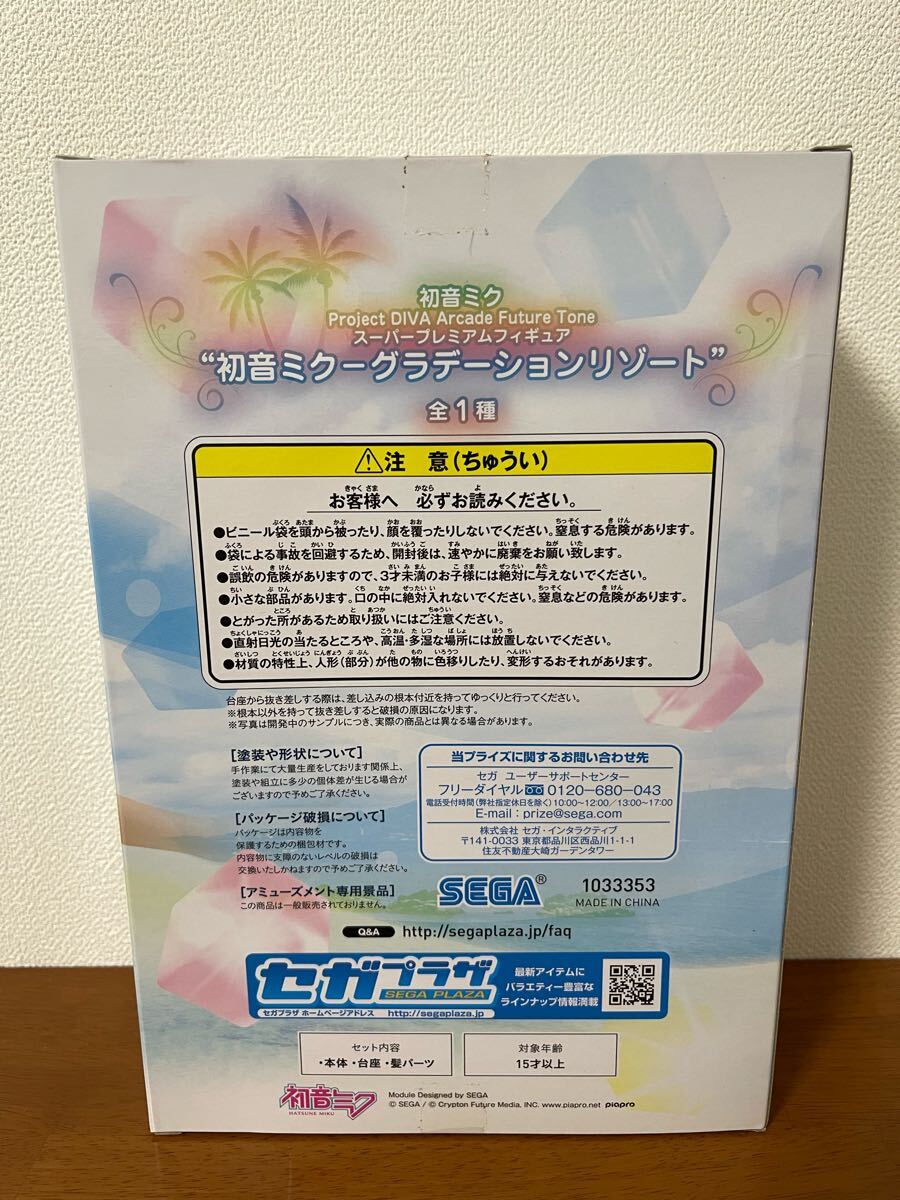 初音ミク
Project DIVA Arcade Future Tone
スーパープレミアムフィギュア
“初音ミクーグラデーションリゾート”
全1種
⚠注 意(ちゅうい)
お客様へ 必ずお読みください。
●ビニール袋を頭から被ったり、顔を覆ったりしないでください。窒息する危険があります。
●袋による事故を回避するため、開封後は、速やかに廃棄をお願い致します。
●誤飲の危険がありますので、3才未満のお子様には絶対に与えないでください。
●小さな部品があります。口の中に絶対入れないでください。窒息などの危険があります。
●とがった所があるため取り扱いにはご注意ください。
●直射日光の当たるところや、高温・多湿な場所には放置しないでください。
●材質の特性上、人形(部分)が他の物に色移りしたり、変形するおそれがあります。
台座から抜き差しする際は、差し込みの根本付近を持ってゆっくりと行ってください。
※根本以外を持って抜き差しすると破損の原因になります。
※写真は開発中のサンプルにつき、実際の商品とは異なる場合があります。
[塗装や形状について]
手作業にて大量生産をしております関係上、
塗装や組立に多少の個体差が生じる場合が
ございますので予めご了承ください。
[パッケージ破損について]
パッケージは内容物を
保護するための梱包材です。
内容物に支障のないレベルの破損は
交換いたしかねますので予めご了承ください。
[アミューズメント専用景品]
この商品は一般販売されておりません。
当プライズに関するお問い合わせ先
セガ ユーザーサポートセンター
フリーダイヤル 0120-680-043
電話受付時間(弊社指定休日を除く) 10:00~12:00/13:00~17:00
E-mail:prize@sega.com
株式会社 セガ・インタラクティブ
〒141-0033 東京都品川区西品川1-1-1
住友不動産大崎ガーデンタワー
SEGA®
1033353
MADE IN CHINA
Q&A http://segaplaza.jp/faq
セガプラザ
SEGA PLAZA
セガプラザ ホームページアドレス http://segaplaza.jp
最新アイテムに
バラエティー豊富な
ラインナップ情報満載
セット内容
・本体・台座・髪パーツ
対象年齢
15才以上
初音ミク
HATSUNE MIKU
Module Designed by SEGA
© SEGA / © Crypton Future Media, INC. www.piapro.net piapro